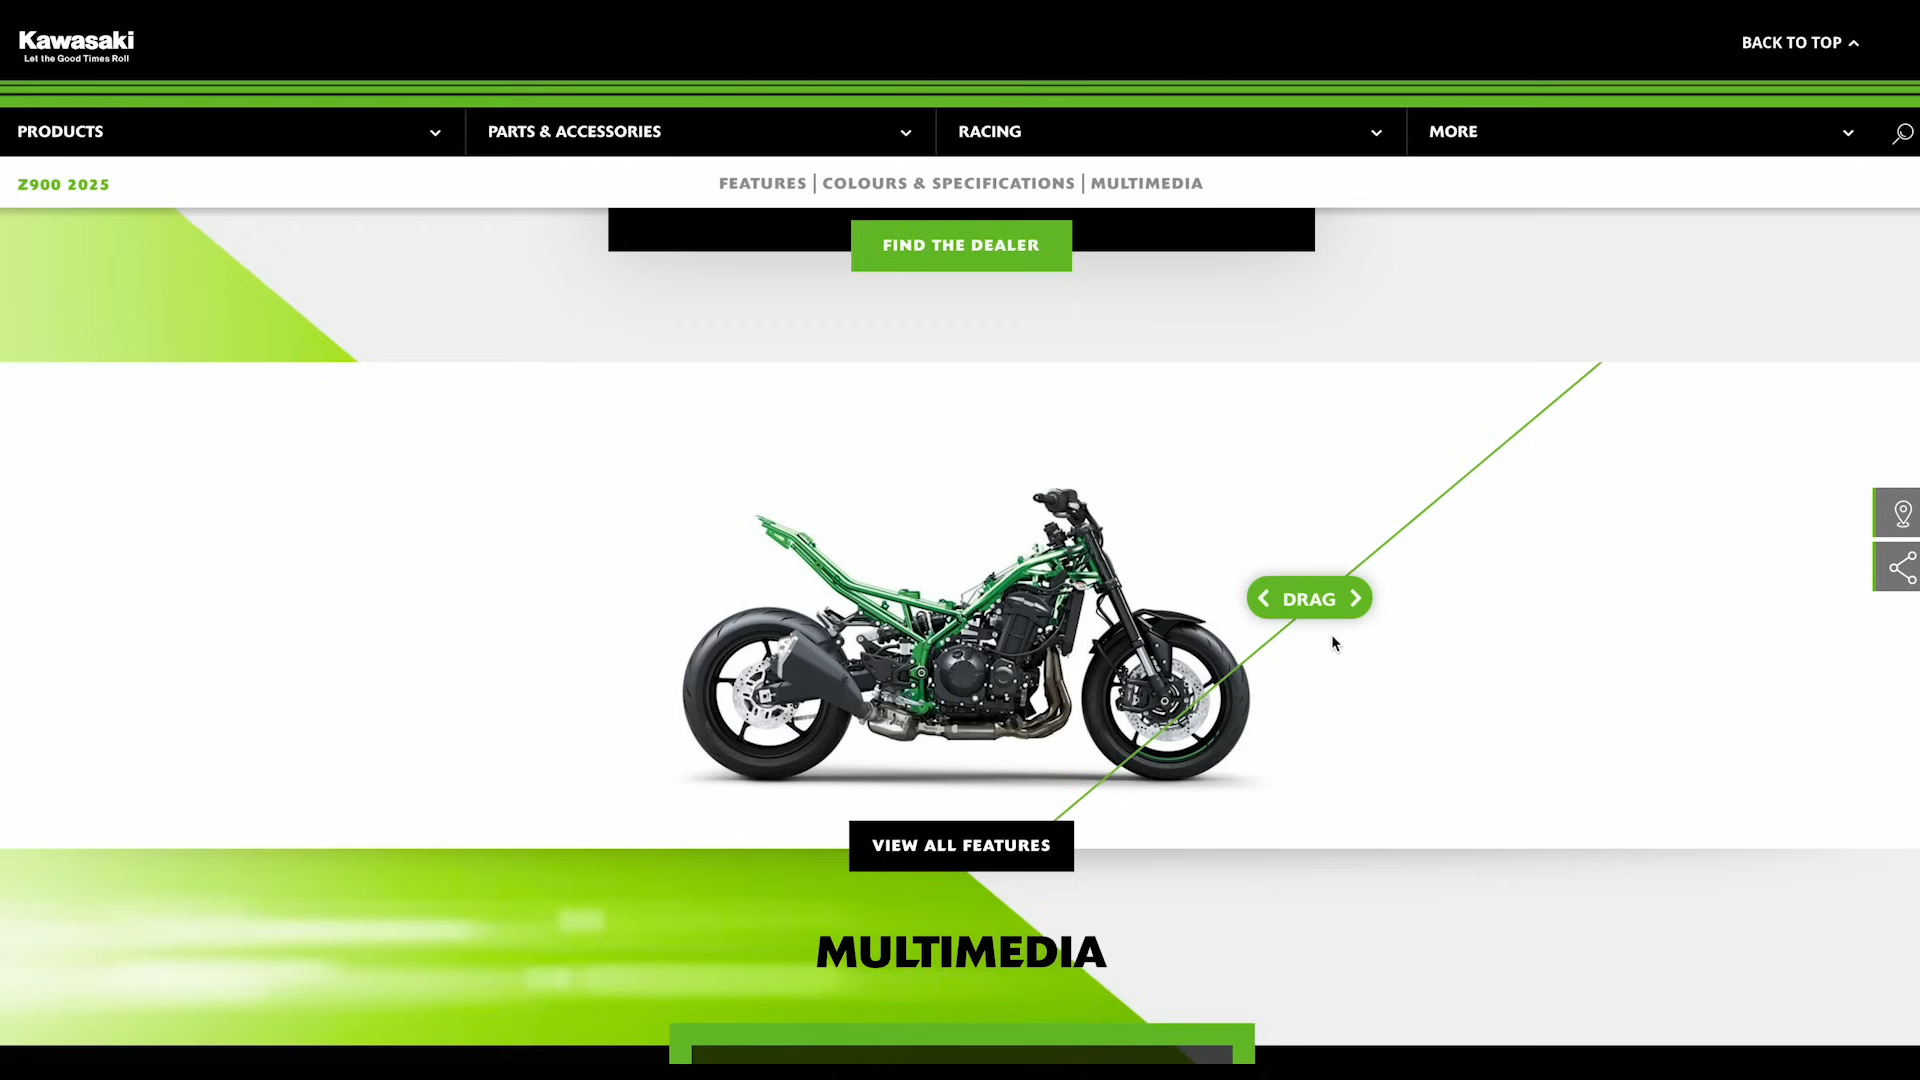 Kawasaki
Let the Good Times Roll
BACK TO TOP
PRODUCTS
PARTS & ACCESSORIES
RACING
MORE
Z900 2025
FEATURES | COLOURS & SPECIFICATIONS | MULTIMEDIA
FIND THE DEALER
DRAG
VIEW ALL FEATURES
MULTIMEDIA